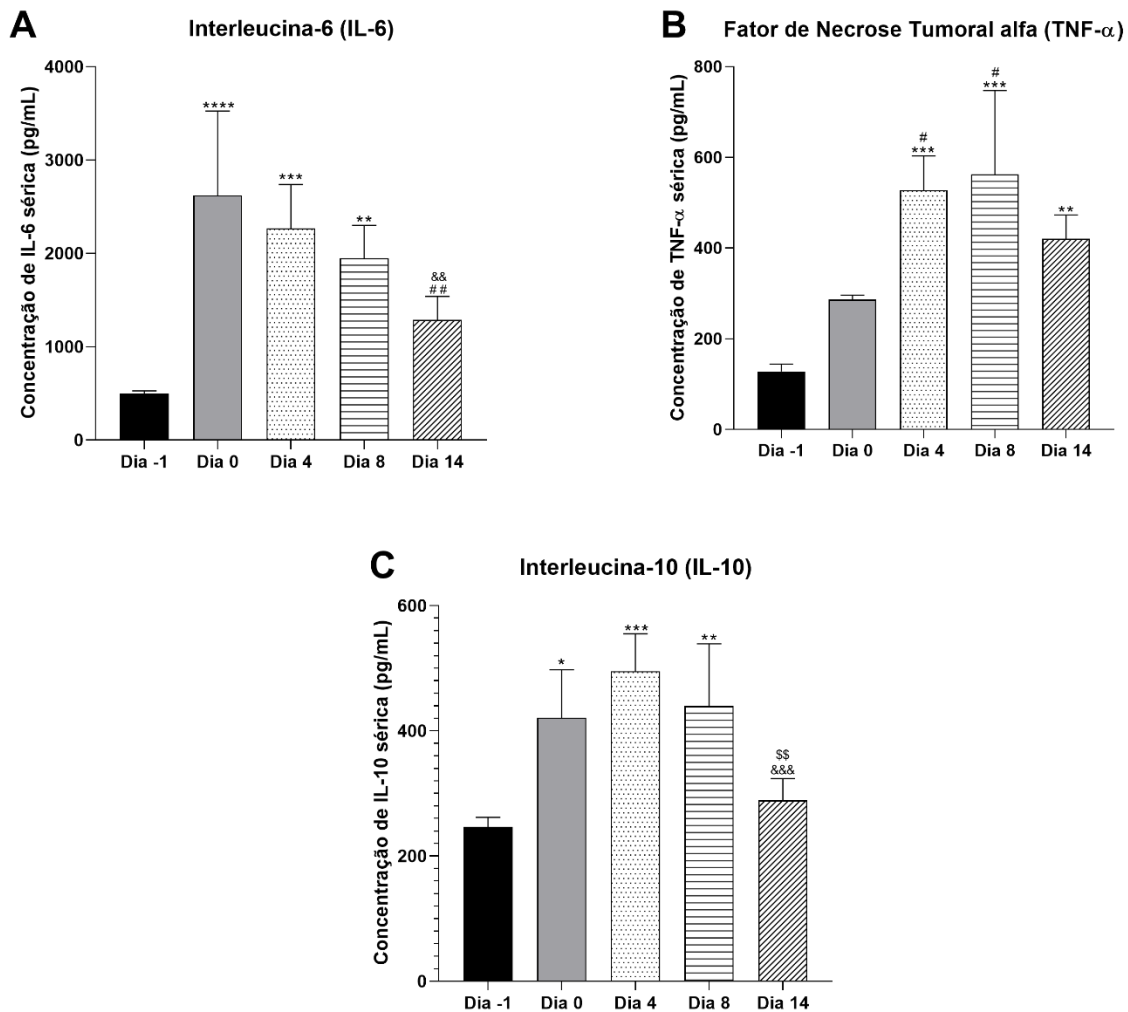 A
Interleucina-6 (IL-6)
Concentração de IL-6 sérica (pg/mL)
4000
3000
2000
1000
0
****
***
**
&&
##
Dia -1 Dia 0 Dia 4 Dia 8 Dia 14
B
Fator de Necrose Tumoral alfa (TNF-α)
Concentração de TNF-α sérica (pg/mL)
800
600
400
200
0
#
***
#
***
**
Dia -1 Dia 0 Dia 4 Dia 8 Dia 14
C
Interleucina-10 (IL-10)
Concentração de IL-10 sérica (pg/mL)
600
400
200
0
*
***
**
$$
&&&
Dia -1 Dia 0 Dia 4 Dia 8 Dia 14